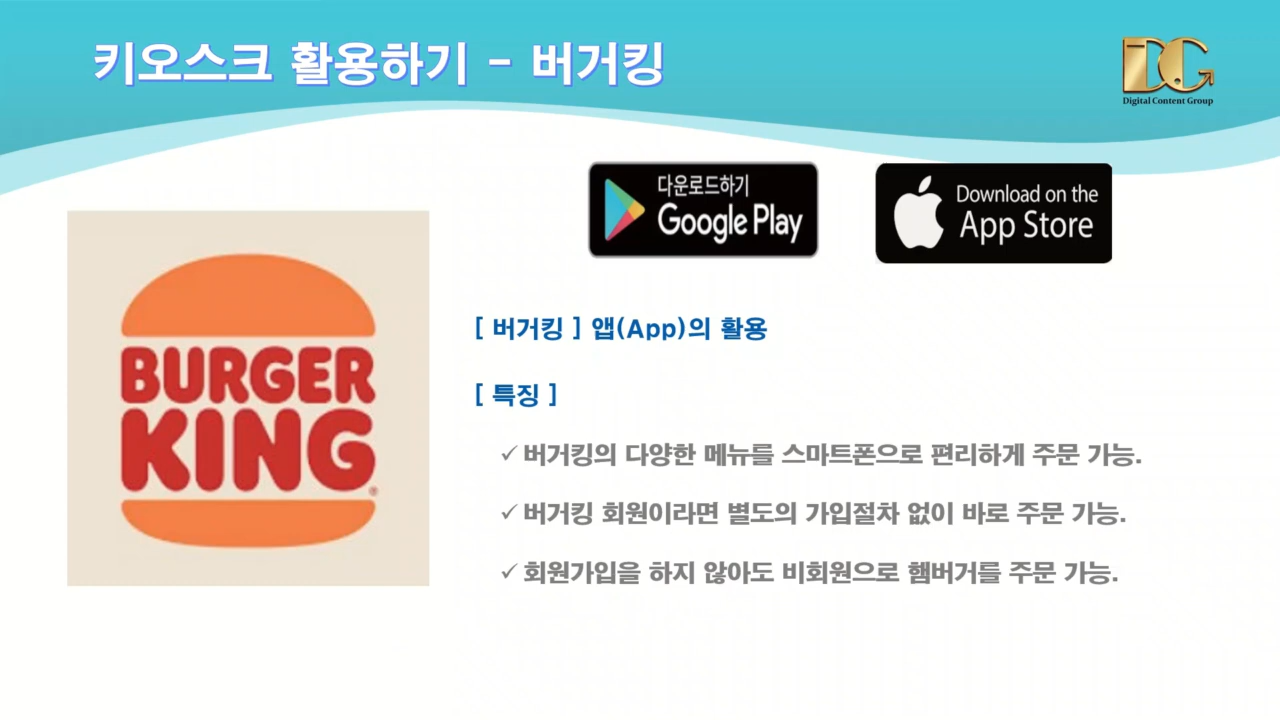 키오스크 활용하기 - 버거킹
DCG
Digital Content Group
다운로드하기
Google Play
Download on the
App Store
BURGER
KING®
[ 버거킹 ] 앱(App)의 활용
[ 특징 ]
✓ 버거킹의 다양한 메뉴를 스마트폰으로 편리하게 주문 가능.
✓ 버거킹 회원이라면 별도의 가입절차 없이 바로 주문 가능.
✓ 회원가입을 하지 않아도 비회원으로 햄버거를 주문 가능.